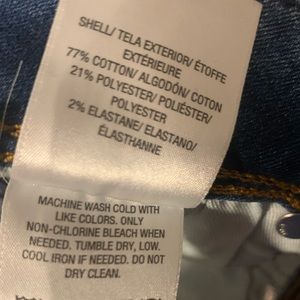 SHELL/ TELA EXTERIOR/ ÉTOFFE
EXTÉRIEURE
77% COTTON/ ALGODÓN/ COTON
21% POLYESTER/ POLIÉSTER/
POLYESTER
2% ELASTANE/ ELASTANO/
ÉLASTHANNE
MACHINE WASH COLD WITH
LIKE COLORS. ONLY
NON-CHLORINE BLEACH WHEN
NEEDED. TUMBLE DRY, LOW.
COOL IRON IF NEEDED. DO NOT
DRY CLEAN.